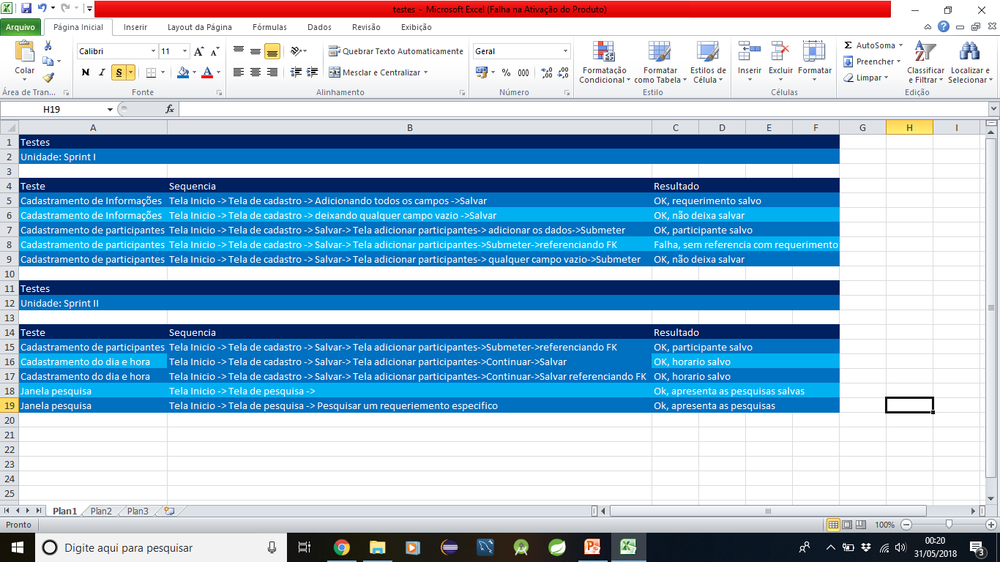 testes - Microsoft Excel (Falha na Ativação do Produto)
Arquivo Página Inicial Inserir Layout da Página Fórmulas Dados Revisão Exibição
Colar
Calibri 11
N I S
Quebrar Texto Automaticamente
Mesclar e Centralizar
Geral
% 000
Formatação Condicional
Formatar como Tabela
Estilos de Célula
Inserir Excluir Formatar
AutoSoma
Preencher
Limpar
Classificar e Filtrar
Localizar e Selecionar
Área de Tran... Fonte Alinhamento Número Estilo Células Edição
H19 fx
A B C D E F G H I
1 Testes
2 Unidade: Sprint I
3
4 Teste Sequencia Resultado
5 Cadastramento de Informações Tela Inicio -> Tela de cadastro -> Adicionando todos os campos ->Salvar OK, requerimento salvo
6 Cadastramento de Informações Tela Inicio -> Tela de cadastro -> deixando qualquer campo vazio ->Salvar OK, não deixa salvar
7 Cadastramento de participantes Tela Inicio -> Tela de cadastro -> Salvar-> Tela adicionar participantes-> adicionar os dados->Submeter OK, participante salvo
8 Cadastramento de participantes Tela Inicio -> Tela de cadastro -> Salvar-> Tela adicionar participantes->Submeter->referenciando FK Falha, sem referencia com requerimento
9 Cadastramento de participantes Tela Inicio -> Tela de cadastro -> Salvar-> Tela adicionar participantes-> qualquer campo vazio->Submeter OK, não deixa salvar
10
11 Testes
12 Unidade: Sprint II
13
14 Teste Sequencia Resultado
15 Cadastramento de participantes Tela Inicio -> Tela de cadastro -> Salvar-> Tela adicionar participantes->Submeter->referenciando FK OK, participante salvo
16 Cadastramento do dia e hora Tela Inicio -> Tela de cadastro -> Salvar-> Tela adicionar participantes->Continuar->Salvar OK, horario salvo
17 Cadastramento do dia e hora Tela Inicio -> Tela de cadastro -> Salvar-> Tela adicionar participantes->Continuar->Salvar referenciando FK OK, horario salvo
18 Janela pesquisa Tela Inicio -> Tela de pesquisa -> Ok, apresenta as pesquisas salvas
19 Janela pesquisa Tela Inicio -> Tela de pesquisa -> Pesquisar um requeriemento especifico Ok, apresenta as pesquisas
20
21
22
23
24
25
Plan1 Plan2 Plan3
Pronto 100%
Digite aqui para pesquisar
00:20
31/05/2018
3